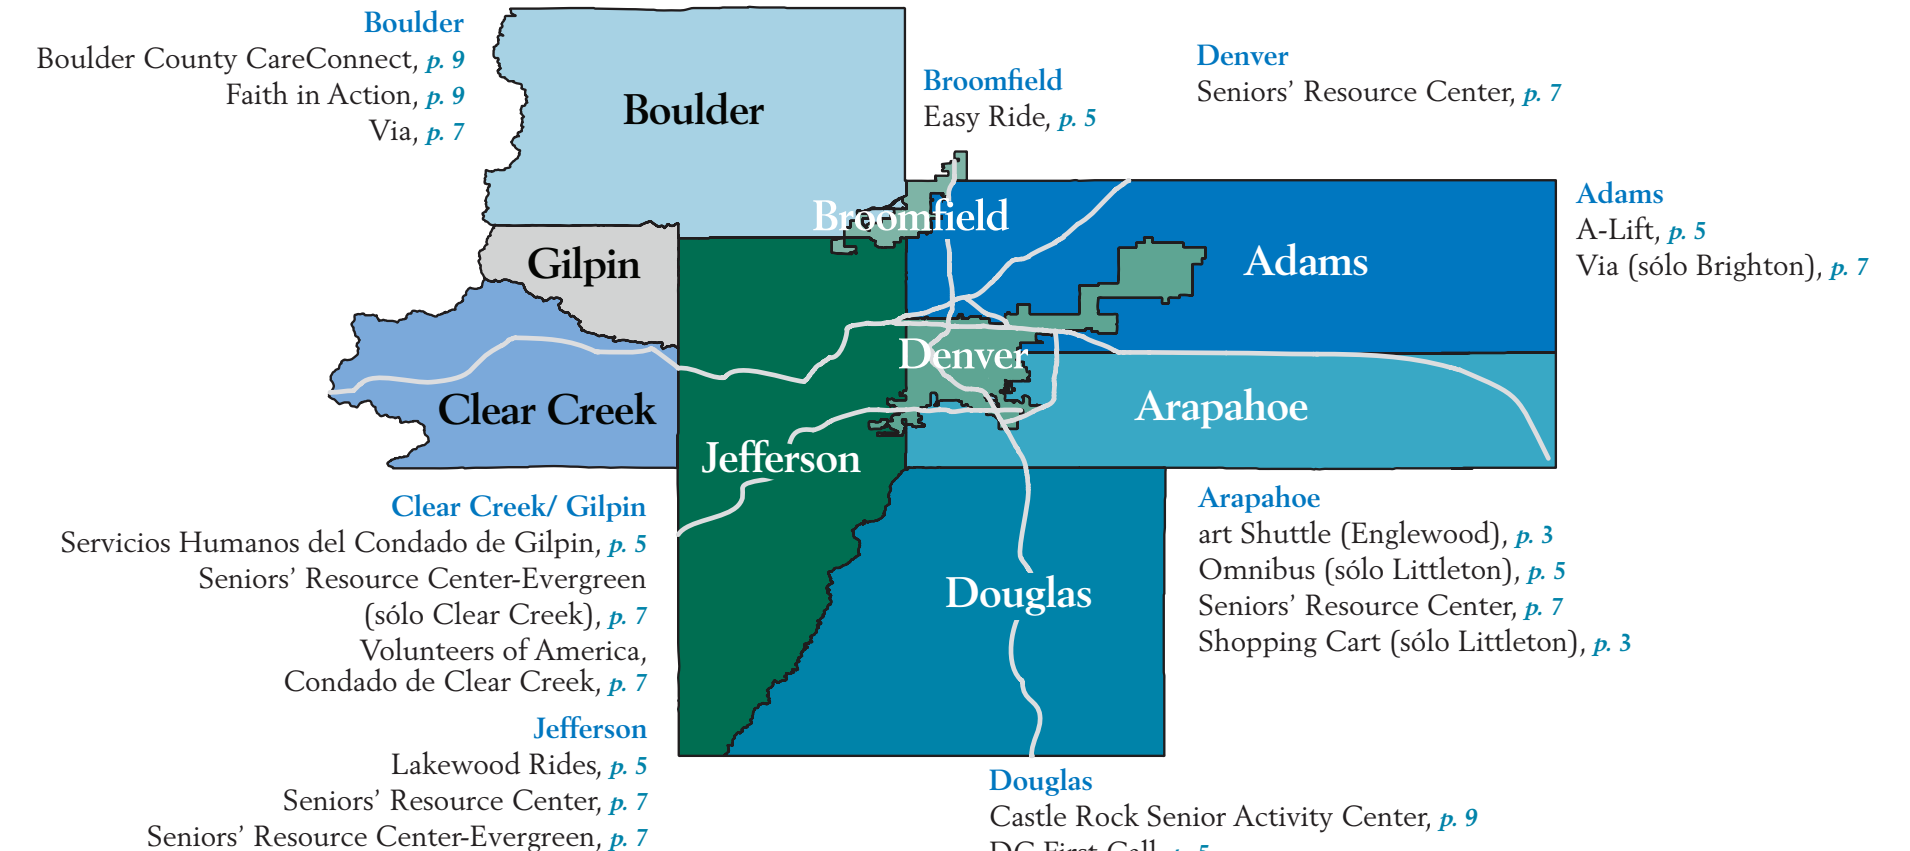 Boulder
Boulder County CareConnect, p. 9
Faith in Action, p. 9
Via, p. 7
Broomfield
Easy Ride, p. 5
Denver
Seniors’ Resource Center, p. 7
Adams
A-Lift, p. 5
Via (sólo Brighton), p. 7
Boulder
Broomfield
Gilpin
Adams
Denver
Clear Creek
Arapahoe
Jefferson
Douglas
Clear Creek/ Gilpin
Servicios Humanos del Condado de Gilpin, p. 5
Seniors’ Resource Center-Evergreen
(sólo Clear Creek), p. 7
Volunteers of America,
Condado de Clear Creek, p. 7
Jefferson
Lakewood Rides, p. 5
Seniors’ Resource Center, p. 7
Seniors’ Resource Center-Evergreen, p. 7
Arapahoe
art Shuttle (Englewood), p. 3
Omnibus (sólo Littleton), p. 5
Seniors’ Resource Center, p. 7
Shopping Cart (sólo Littleton), p. 3
Douglas
Castle Rock Senior Activity Center, p. 9
DC First Call, p. 5